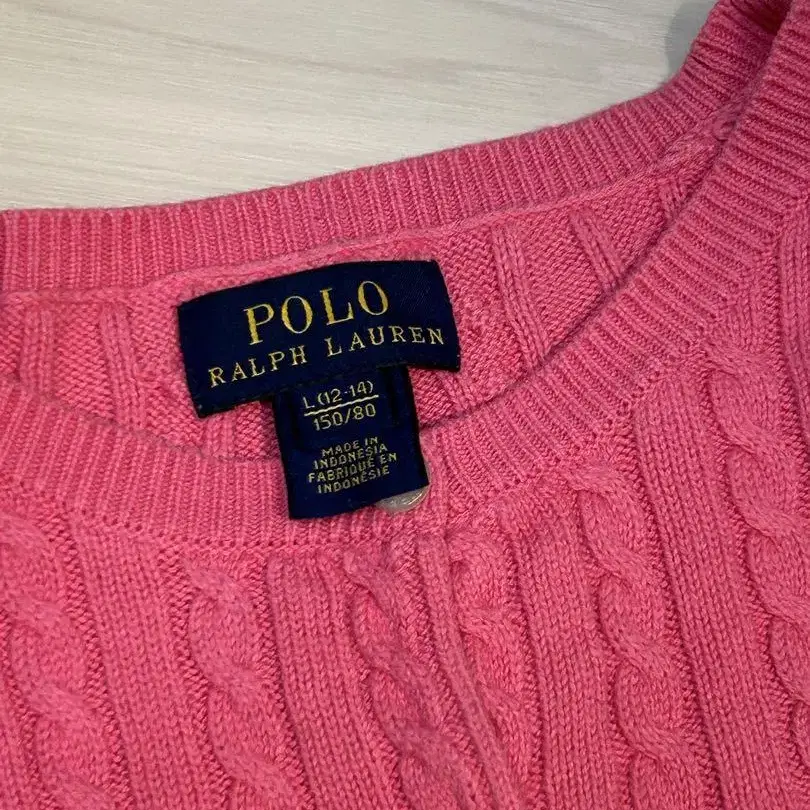 POLO
RALPH LAUREN
L (12-14)
150/80
MADE IN
INDONESIA
FABRIQUÉ EN
INDONÉSIE